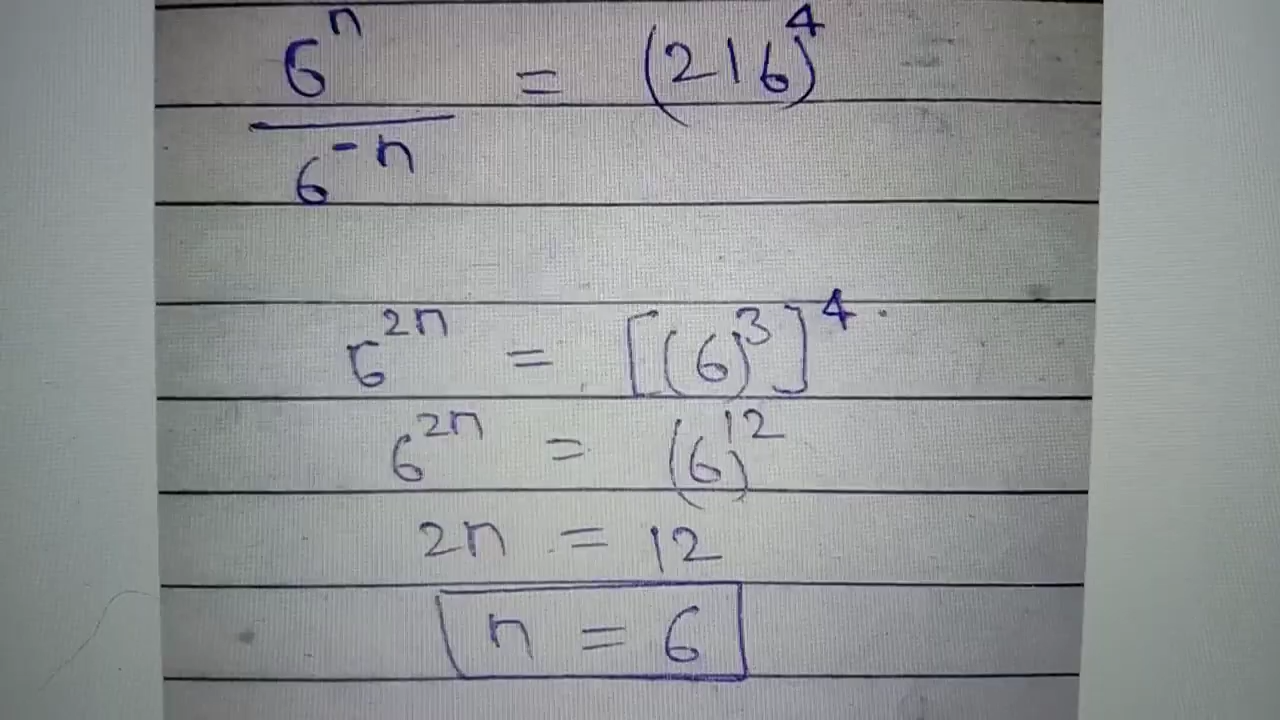 6^n / 6^-n = (216)^4
6^2n = [(6)^3]^4.
6^2n = (6)^12
2n = 12
n = 6